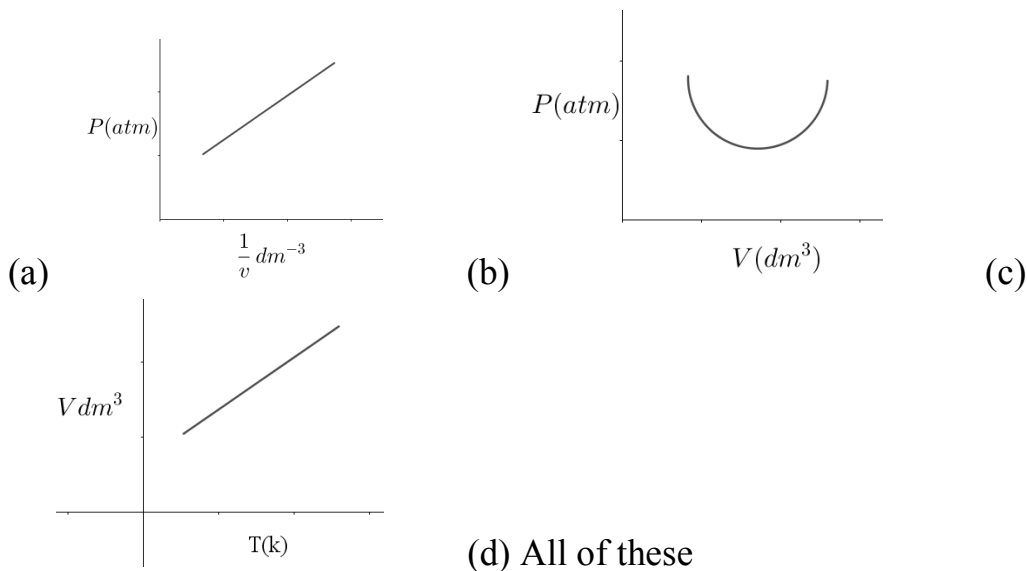 P(atm)
1/v dm⁻³
(a)
P(atm)
V(dm³)
(b)
(c)
V dm³
T(k)
(d) All of these